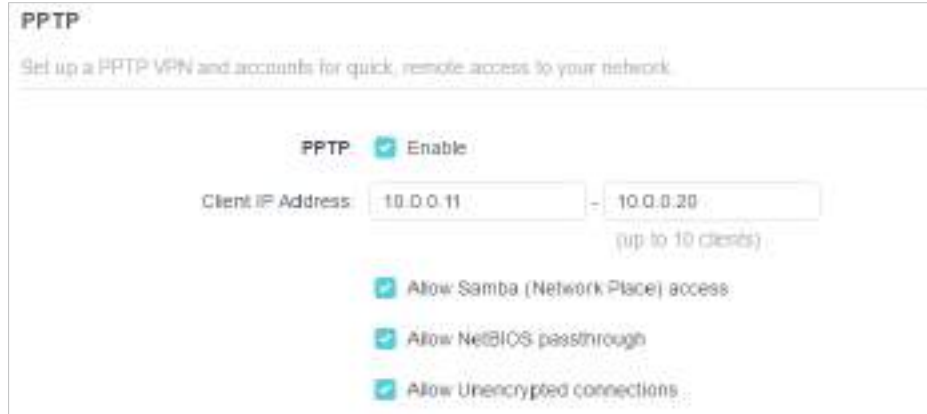 PPTP
Set up a PPTP VPN and accounts for quick, remote access to your network.
PPTP: Enable
Client IP Address: 10.0.0.11 - 10.0.0.20
(up to 10 clients)
Allow Samba (Network Place) access
Allow NetBIOS passthrough
Allow Unencrypted connections